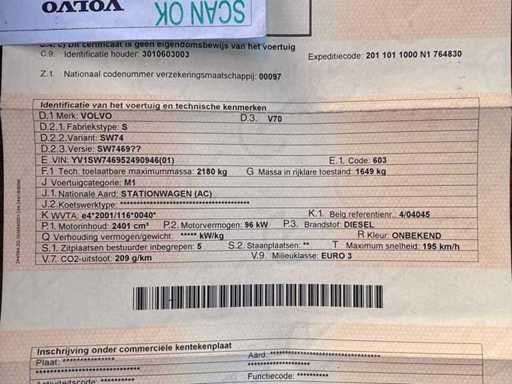 VOLVO
SCAN OK
C.4. c) Dit certificaat is geen eigendomsbewijs van het voertuig
C.9. Identificatie houder: 3010603003
Expeditiecode: 201 101 1000 N1 764830
Z.1. Nationaal codenummer verzekeringsmaatschappij: 00097
Identificatie van het voertuig en technische kenmerken
D.1 Merk: VOLVO D.3. V70
D.2.1. Fabriekstype: S
D.2.2. Variant: SW74
D.2.3. Versie: SW7469??
E VIN: YV1SW746952490946(01) E.1. Code: 603
F.1 Tech. toelaatbare maximummassa: 2180 kg G Massa in rijklare toestand: 1649 kg
J Voertuigcategorie: M1
J.1. Nationale Aard: STATIONWAGEN (AC)
J.2 Koetswerktype: ************************************
K WVTA: e4*2001/116*0040* K.1. Belg.referentienr.: 4/04045
P.1. Motorinhoud: 2401 cm³ P.2. Motorvermogen: 96 kW P.3. Brandstof: DIESEL
Q Verhouding vermogen/gewicht: ***** kW/kg R Kleur: ONBEKEND
S.1. Zitplaatsen bestuurder inbegrepen: 5 S.2. Staanplaatsen: ** T Maximum snelheid: 195 km/h
V.7. CO2-uitstoot: 209 g/km V.9. Milieuklasse: EURO 3
Inschrijving onder commerciële kentekenplaat
Plaat: **************
Aard: ******************************
**************************
*****************
Activiteitscode: **********
Functiecode: **********